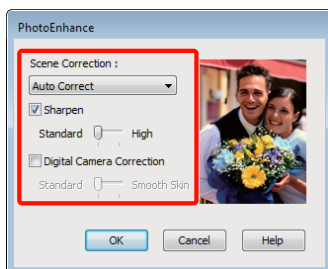 PhotoEnhance
Scene Correction :
Auto Correct
Sharpen
Standard High
Digital Camera Correction
Standard Smooth Skin
OK Cancel Help